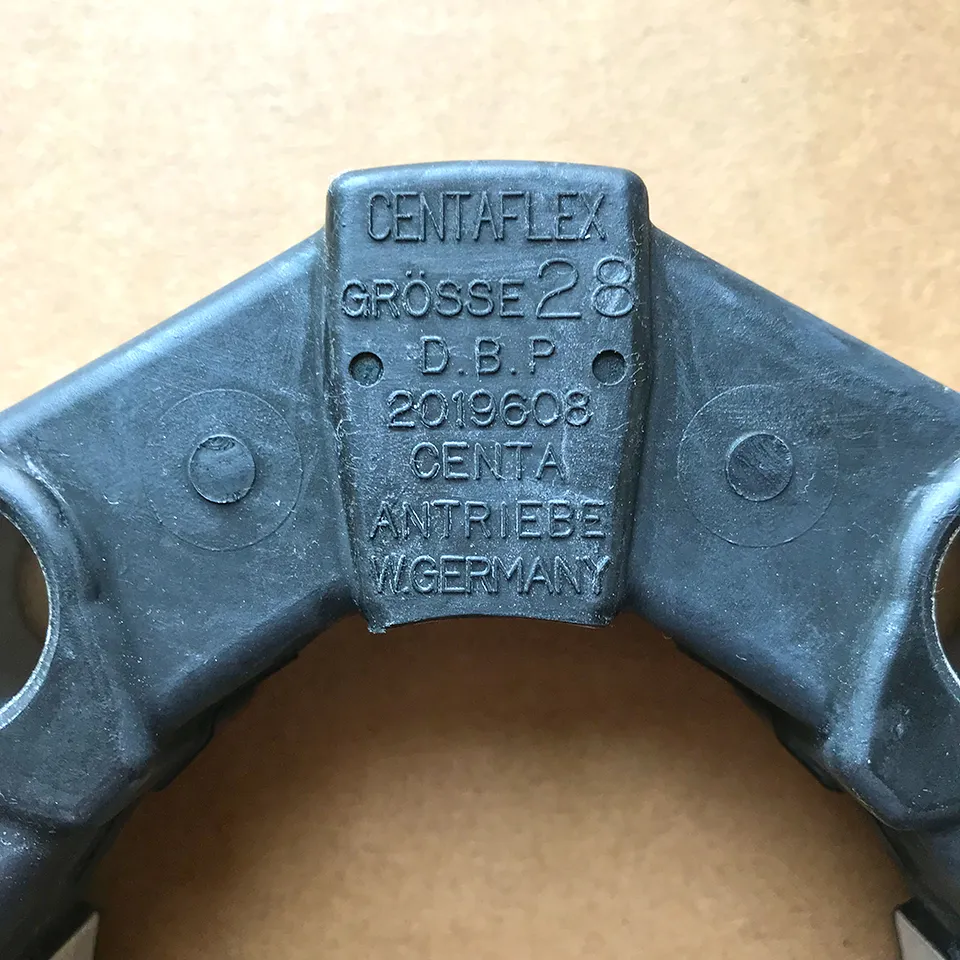 CENTAFLEX
GRÖSSE 28
D.B.P
2019608
CENTA
ANTRIEBE
W.GERMANY